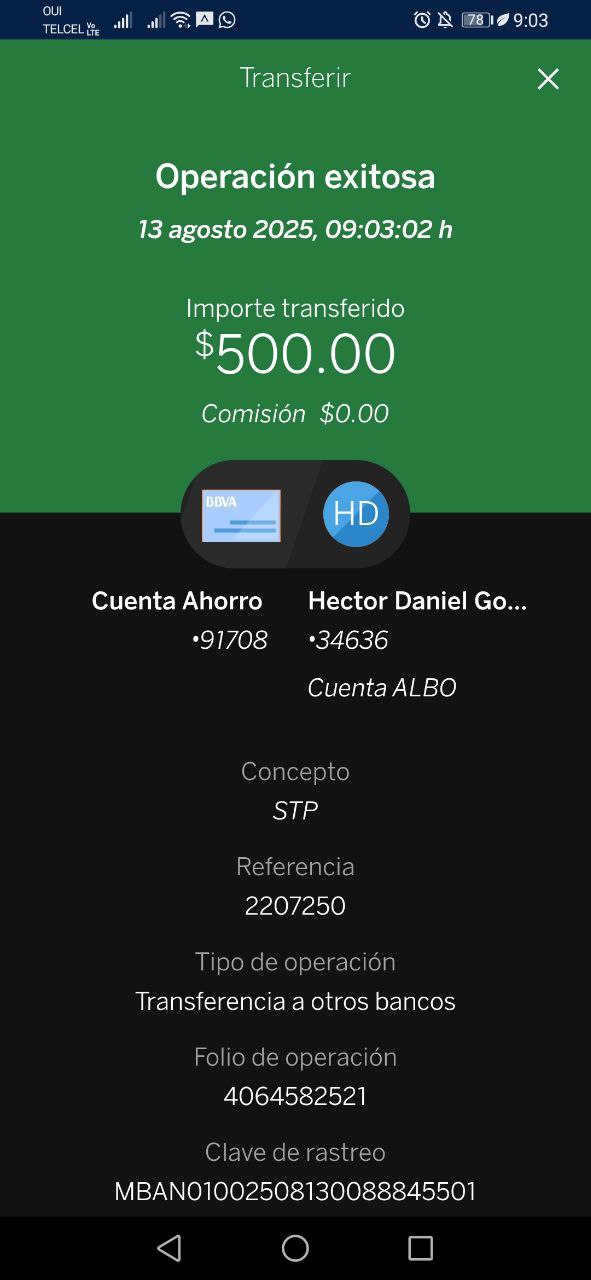 OUI
TELCEL Vo LTE
78 9:03
Transferir
Operación exitosa
13 agosto 2025, 09:03:02 h
Importe transferido
$500.00
Comisión $0.00
BBVA
HD
Cuenta Ahorro
•91708
Hector Daniel Go...
•34636
Cuenta ALBO
Concepto
STP
Referencia
2207250
Tipo de operación
Transferencia a otros bancos
Folio de operación
4064582521
Clave de rastreo
MBAN01002508130088845501